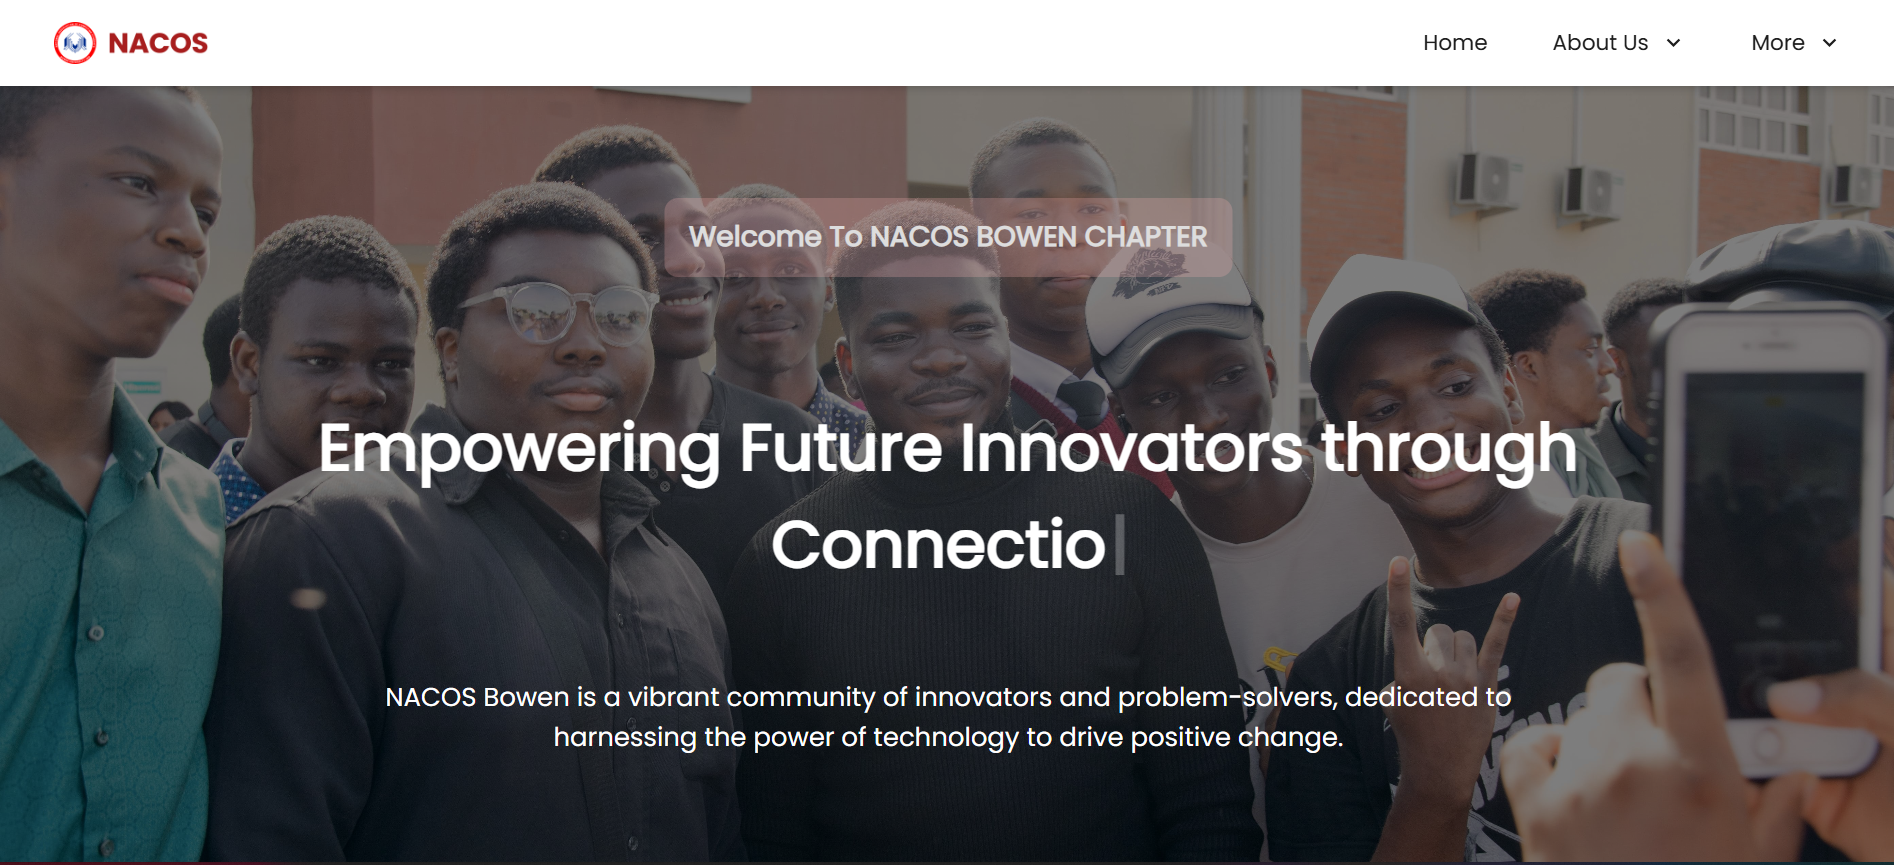 NACOS
Home
About Us
More
Welcome To NACOS BOWEN CHAPTER
Empowering Future Innovators through
Connectio
NACOS Bowen is a vibrant community of innovators and problem-solvers, dedicated to
harnessing the power of technology to drive positive change.